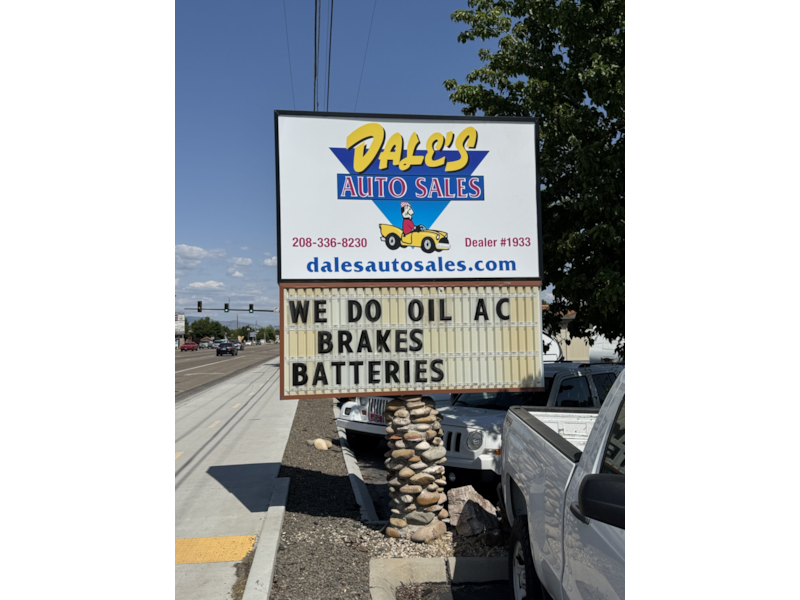 DALE'S
AUTO SALES
208-336-8230 Dealer #1933
dalesautosales.com
WE DO OIL AC
BRAKES
BATTERIES